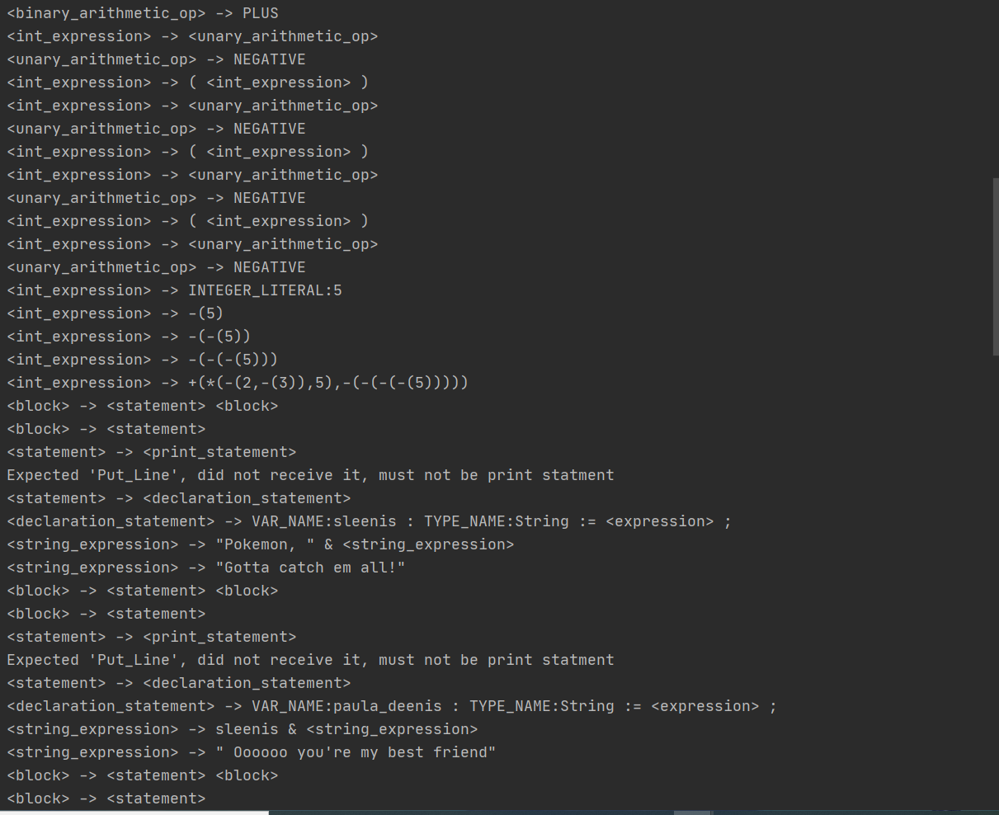 <binary_arithmetic_op> -> PLUS
<int_expression> -> <unary_arithmetic_op>
<unary_arithmetic_op> -> NEGATIVE
<int_expression> -> ( <int_expression> )
<int_expression> -> <unary_arithmetic_op>
<unary_arithmetic_op> -> NEGATIVE
<int_expression> -> ( <int_expression> )
<int_expression> -> <unary_arithmetic_op>
<unary_arithmetic_op> -> NEGATIVE
<int_expression> -> ( <int_expression> )
<int_expression> -> <unary_arithmetic_op>
<unary_arithmetic_op> -> NEGATIVE
<int_expression> -> INTEGER_LITERAL:5
<int_expression> -> -(5)
<int_expression> -> -(-(5))
<int_expression> -> -(-(-(5)))
<int_expression> -> +(*(-(2,-(3)),5),-(-(-(-(5)))))
<block> -> <statement> <block>
<block> -> <statement>
<statement> -> <print_statement>
Expected 'Put_Line', did not receive it, must not be print statment
<statement> -> <declaration_statement>
<declaration_statement> -> VAR_NAME:sleenis : TYPE_NAME:String := <expression> ;
<string_expression> -> "Pokemon, " & <string_expression>
<string_expression> -> "Gotta catch em all!"
<block> -> <statement> <block>
<block> -> <statement>
<statement> -> <print_statement>
Expected 'Put_Line', did not receive it, must not be print statment
<statement> -> <declaration_statement>
<declaration_statement> -> VAR_NAME:paula_deenis : TYPE_NAME:String := <expression> ;
<string_expression> -> sleenis & <string_expression>
<string_expression> -> " Oooooo you're my best friend"
<block> -> <statement> <block>
<block> -> <statement>